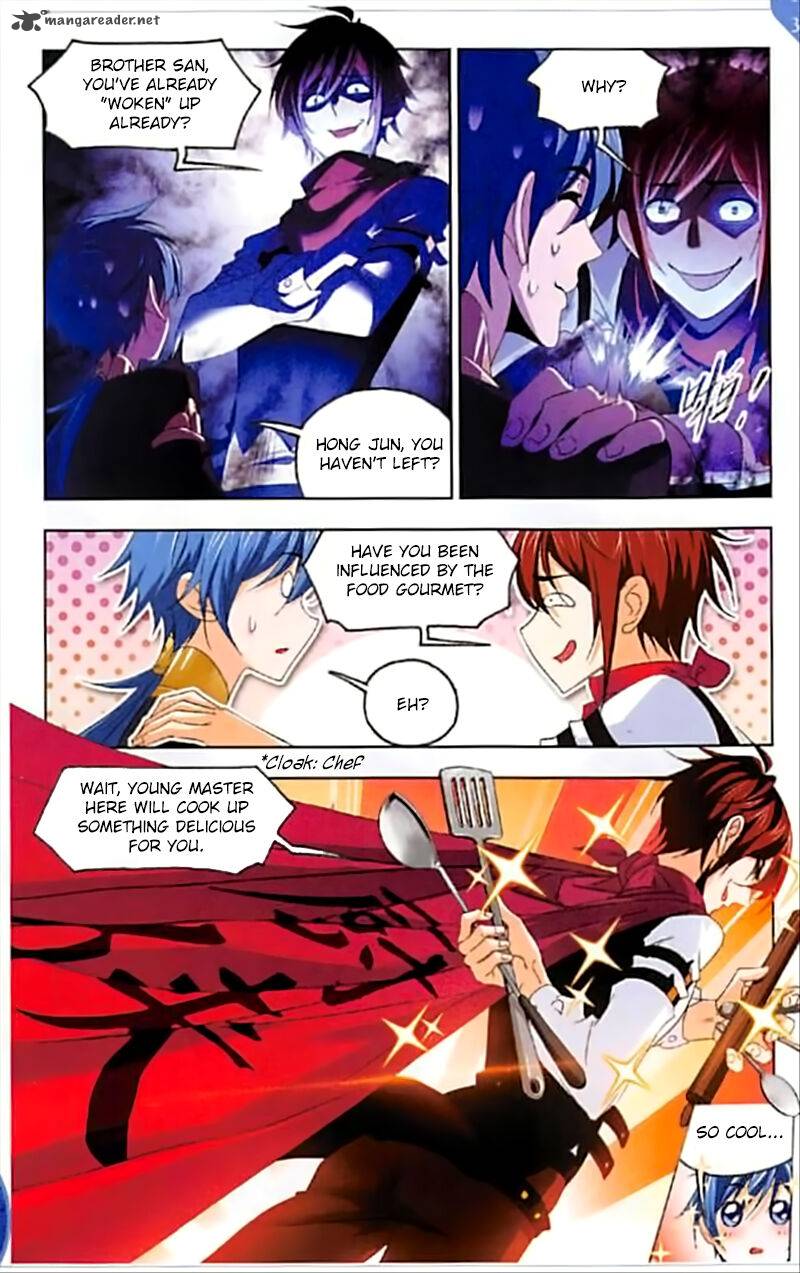 mangareader.net
BROTHER SAN,
YOU'VE ALREADY
"WOKEN" UP
ALREADY?
WHY?
HONG JUN, YOU
HAVEN'T LEFT?
HAVE YOU BEEN
INFLUENCED BY THE
FOOD GOURMET?
EH?
*Cloak: Chef
WAIT, YOUNG MASTER
HERE WILL COOK UP
SOMETHING DELICIOUS
FOR YOU.
SO COOL...